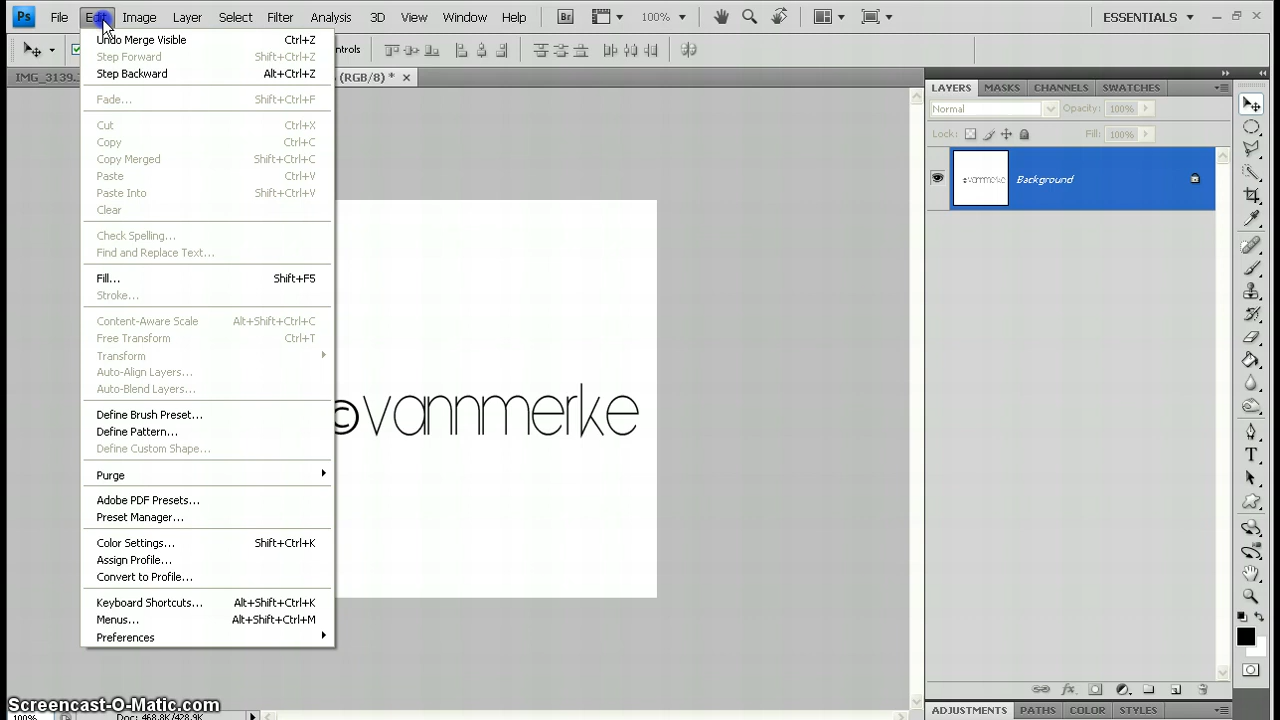 Ps File Edit Image Layer Select Filter Analysis 3D View Window Help Br 100% ESSENTIALS
IMG_3139. (RGB/8) *
Undo Merge Visible Ctrl+Z
Step Forward Shift+Ctrl+Z
Step Backward Alt+Ctrl+Z
Fade... Shift+Ctrl+F
Cut Ctrl+X
Copy Ctrl+C
Copy Merged Shift+Ctrl+C
Paste Ctrl+V
Paste Into Shift+Ctrl+V
Clear
Check Spelling...
Find and Replace Text...
Fill... Shift+F5
Stroke...
Content-Aware Scale Alt+Shift+Ctrl+C
Free Transform Ctrl+T
Transform
Auto-Align Layers...
Auto-Blend Layers...
Define Brush Preset...
Define Pattern...
Define Custom Shape...
Purge
Adobe PDF Presets...
Preset Manager...
Color Settings... Shift+Ctrl+K
Assign Profile...
Convert to Profile...
Keyboard Shortcuts... Alt+Shift+Ctrl+K
Menus... Alt+Shift+Ctrl+M
Preferences
©vannmerke
LAYERS MASKS CHANNELS SWATCHES
Normal Opacity: 100%
Lock: Fill: 100%
©vannmerke Background
ADJUSTMENTS PATHS COLOR STYLES
Screencast-O-Matic.com